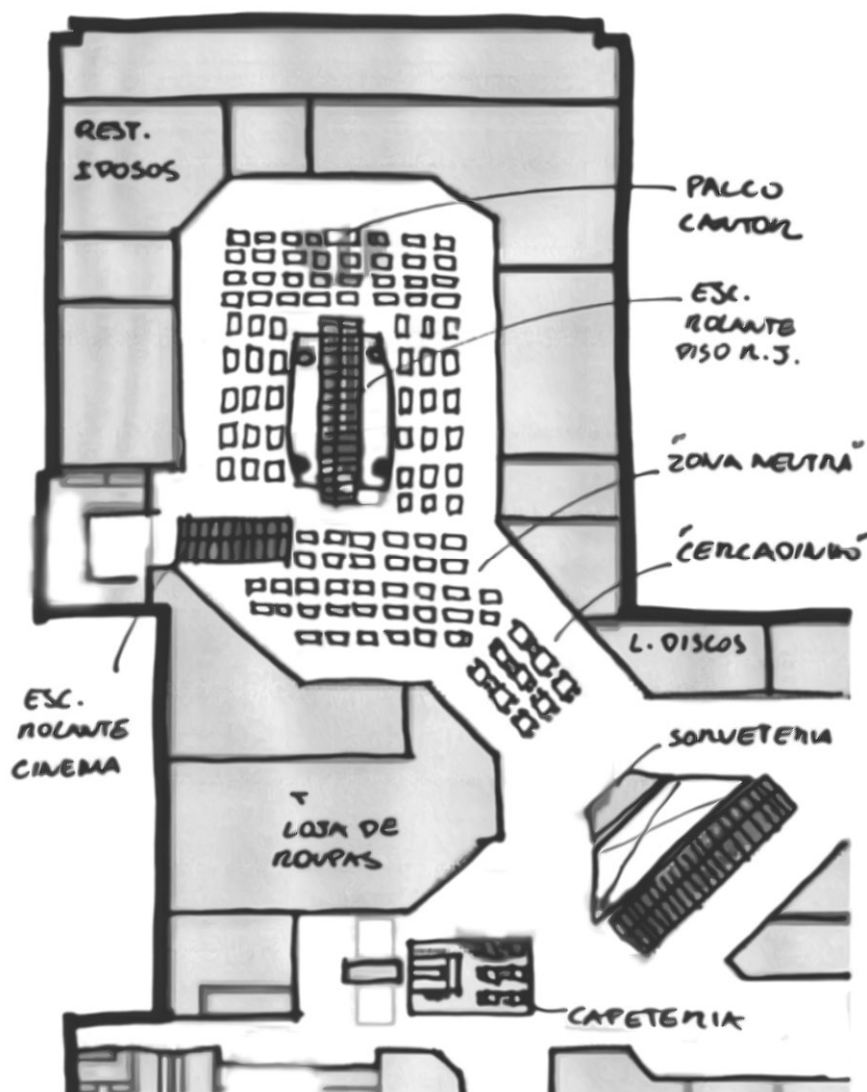 REST.
IDOSOS
PALCO
CANTOR
ESC.
ROLANTE
PISO R.J.
"ZONA NEUTRA"
"CERCADINHO"
L. DISCOS
ESC.
ROLANTE
CINEMA
SORVETERIA
LOJA DE
ROUPAS
CAFETERIA